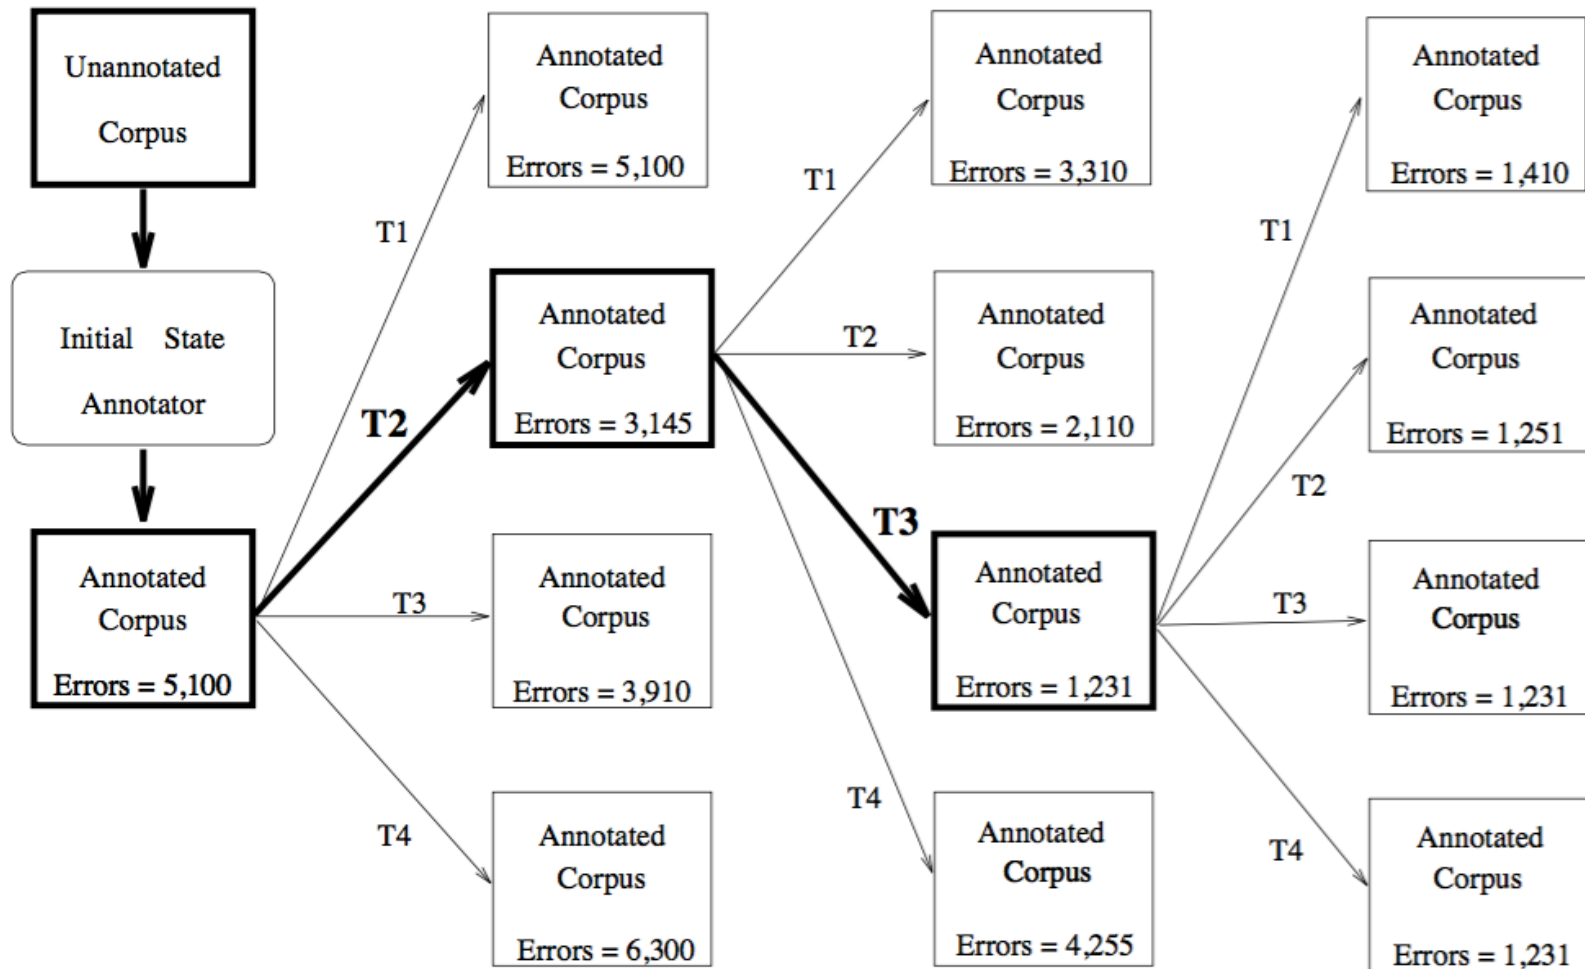 Unannotated
Corpus
Initial State
Annotator
Annotated
Corpus
Errors = 5,100
T1
T2
T3
T4
Annotated
Corpus
Errors = 5,100
Annotated
Corpus
Errors = 3,145
Annotated
Corpus
Errors = 3,910
Annotated
Corpus
Errors = 6,300
T1
T2
T3
T4
Annotated
Corpus
Errors = 3,310
Annotated
Corpus
Errors = 2,110
Annotated
Corpus
Errors = 1,231
Annotated
Corpus
Errors = 4,255
T1
T2
T3
T4
Annotated
Corpus
Errors = 1,410
Annotated
Corpus
Errors = 1,251
Annotated
Corpus
Errors = 1,231
Annotated
Corpus
Errors = 1,231